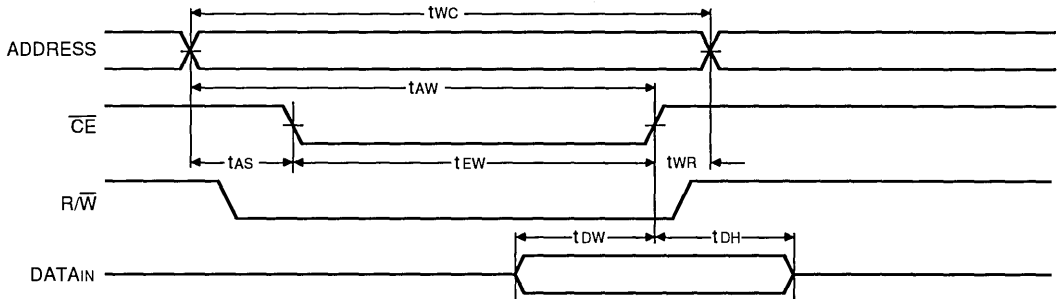 tWC
ADDRESS
tAW
CE
tAS
tEW
tWR
R/W
tDW
tDH
DATAIN